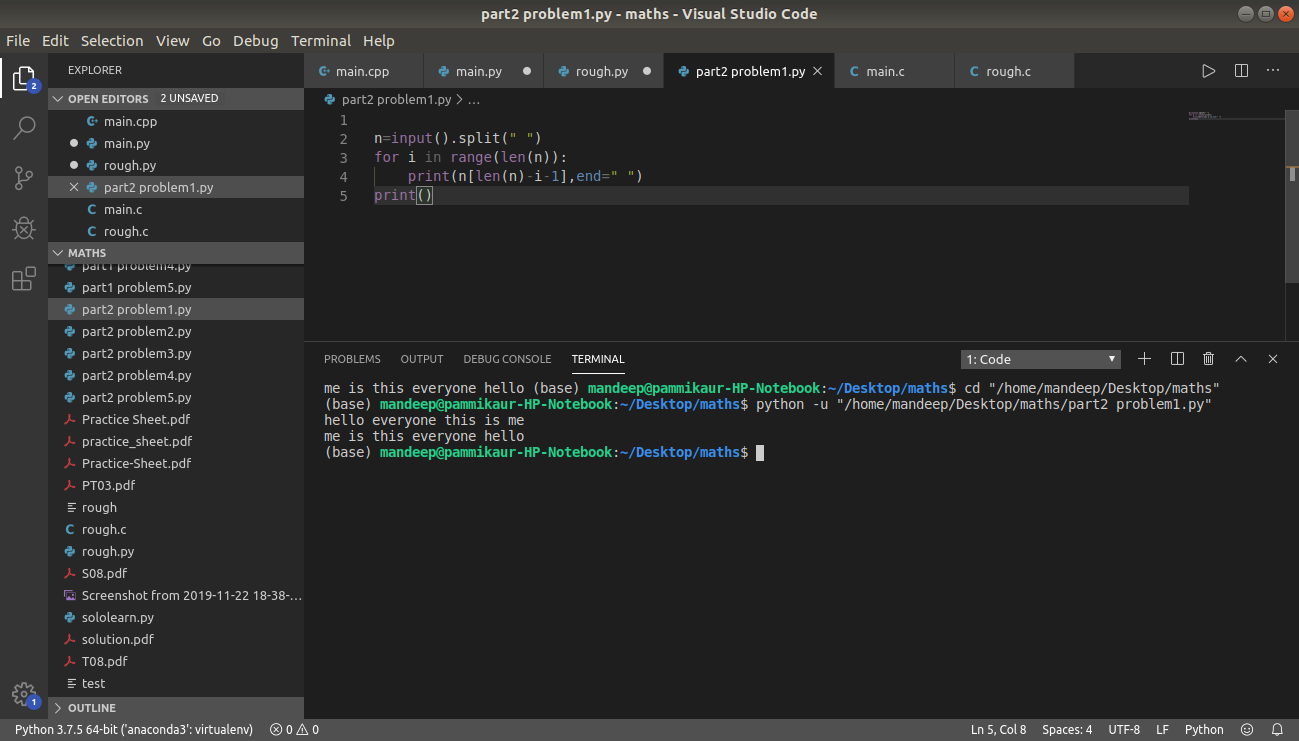 part2 problem1.py - maths - Visual Studio Code
File Edit Selection View Go Debug Terminal Help
EXPLORER
OPEN EDITORS 2 UNSAVED
main.cpp
main.py
rough.py
part2 problem1.py
main.c
rough.c
MATHS
part1 problem4.py
part1 problem5.py
part2 problem1.py
part2 problem2.py
part2 problem3.py
part2 problem4.py
part2 problem5.py
Practice Sheet.pdf
practice_sheet.pdf
Practice-Sheet.pdf
PT03.pdf
rough
rough.c
rough.py
S08.pdf
Screenshot from 2019-11-22 18-38-...
sololearn.py
solution.pdf
T08.pdf
test
OUTLINE
2
1
main.cpp main.py rough.py part2 problem1.py main.c rough.c
part2 problem1.py > ...
1
2 n=input().split(" ")
3 for i in range(len(n)):
4     print(n[len(n)-i-1],end=" ")
5 print()
PROBLEMS OUTPUT DEBUG CONSOLE TERMINAL 1: Code
me is this everyone hello (base) mandeep@pammikaur-HP-Notebook:~/Desktop/maths$ cd "/home/mandeep/Desktop/maths"
(base) mandeep@pammikaur-HP-Notebook:~/Desktop/maths$ python -u "/home/mandeep/Desktop/maths/part2 problem1.py"
hello everyone this is me
me is this everyone hello
(base) mandeep@pammikaur-HP-Notebook:~/Desktop/maths$
Python 3.7.5 64-bit ('anaconda3': virtualenv) 0 0 Ln 5, Col 8 Spaces: 4 UTF-8 LF Python